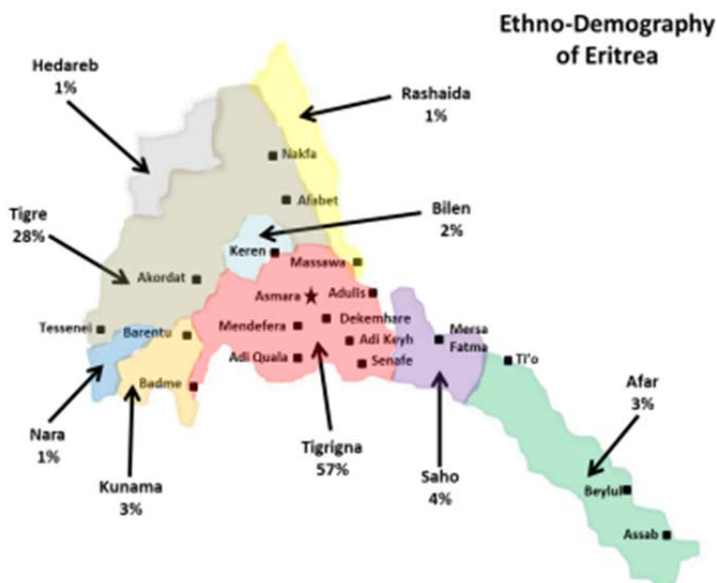 Ethno-Demography
of Eritrea
Hedareb
1%
Rashaida
1%
Nakfa
Afabet
Tigre
28%
Bilen
2%
Keren
Massawa
Akordat
Asmara
Adulis
Tessenei
Barentu
Mendefera
Dekemhare
Mersa
Fatma
Adi Keyh
Adi Quala
Senafe
Ti'o
Badme
Afar
3%
Nara
1%
Kunama
3%
Tigrigna
57%
Saho
4%
Beylul
Assab